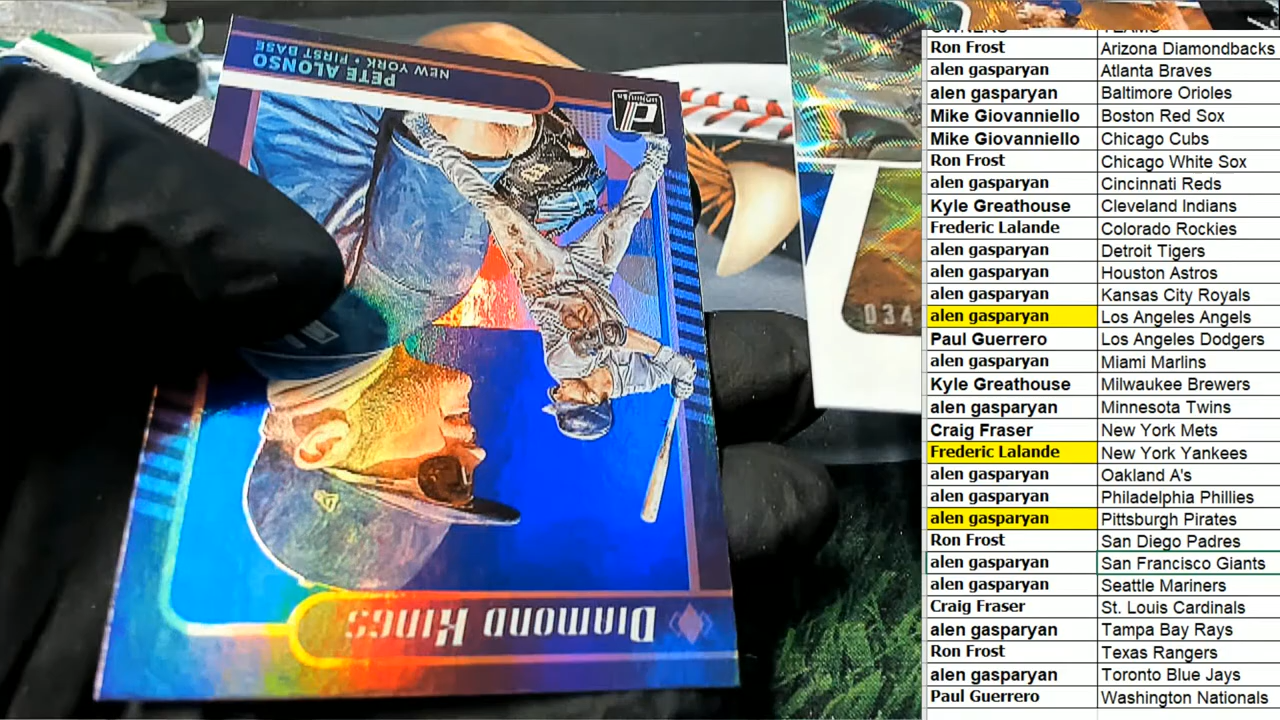 PETE ALONSO
NEW YORK • FIRST BASE
DONRUSS
DIAMOND KINGS
034
OWNERS TEAMS
Ron Frost Arizona Diamondbacks
alen gasparyan Atlanta Braves
alen gasparyan Baltimore Orioles
Mike Giovanniello Boston Red Sox
Mike Giovanniello Chicago Cubs
Ron Frost Chicago White Sox
alen gasparyan Cincinnati Reds
Kyle Greathouse Cleveland Indians
Frederic Lalande Colorado Rockies
alen gasparyan Detroit Tigers
alen gasparyan Houston Astros
alen gasparyan Kansas City Royals
alen gasparyan Los Angeles Angels
Paul Guerrero Los Angeles Dodgers
alen gasparyan Miami Marlins
Kyle Greathouse Milwaukee Brewers
alen gasparyan Minnesota Twins
Craig Fraser New York Mets
Frederic Lalande New York Yankees
alen gasparyan Oakland A's
alen gasparyan Philadelphia Phillies
alen gasparyan Pittsburgh Pirates
Ron Frost San Diego Padres
alen gasparyan San Francisco Giants
alen gasparyan Seattle Mariners
Craig Fraser St. Louis Cardinals
alen gasparyan Tampa Bay Rays
Ron Frost Texas Rangers
alen gasparyan Toronto Blue Jays
Paul Guerrero Washington Nationals